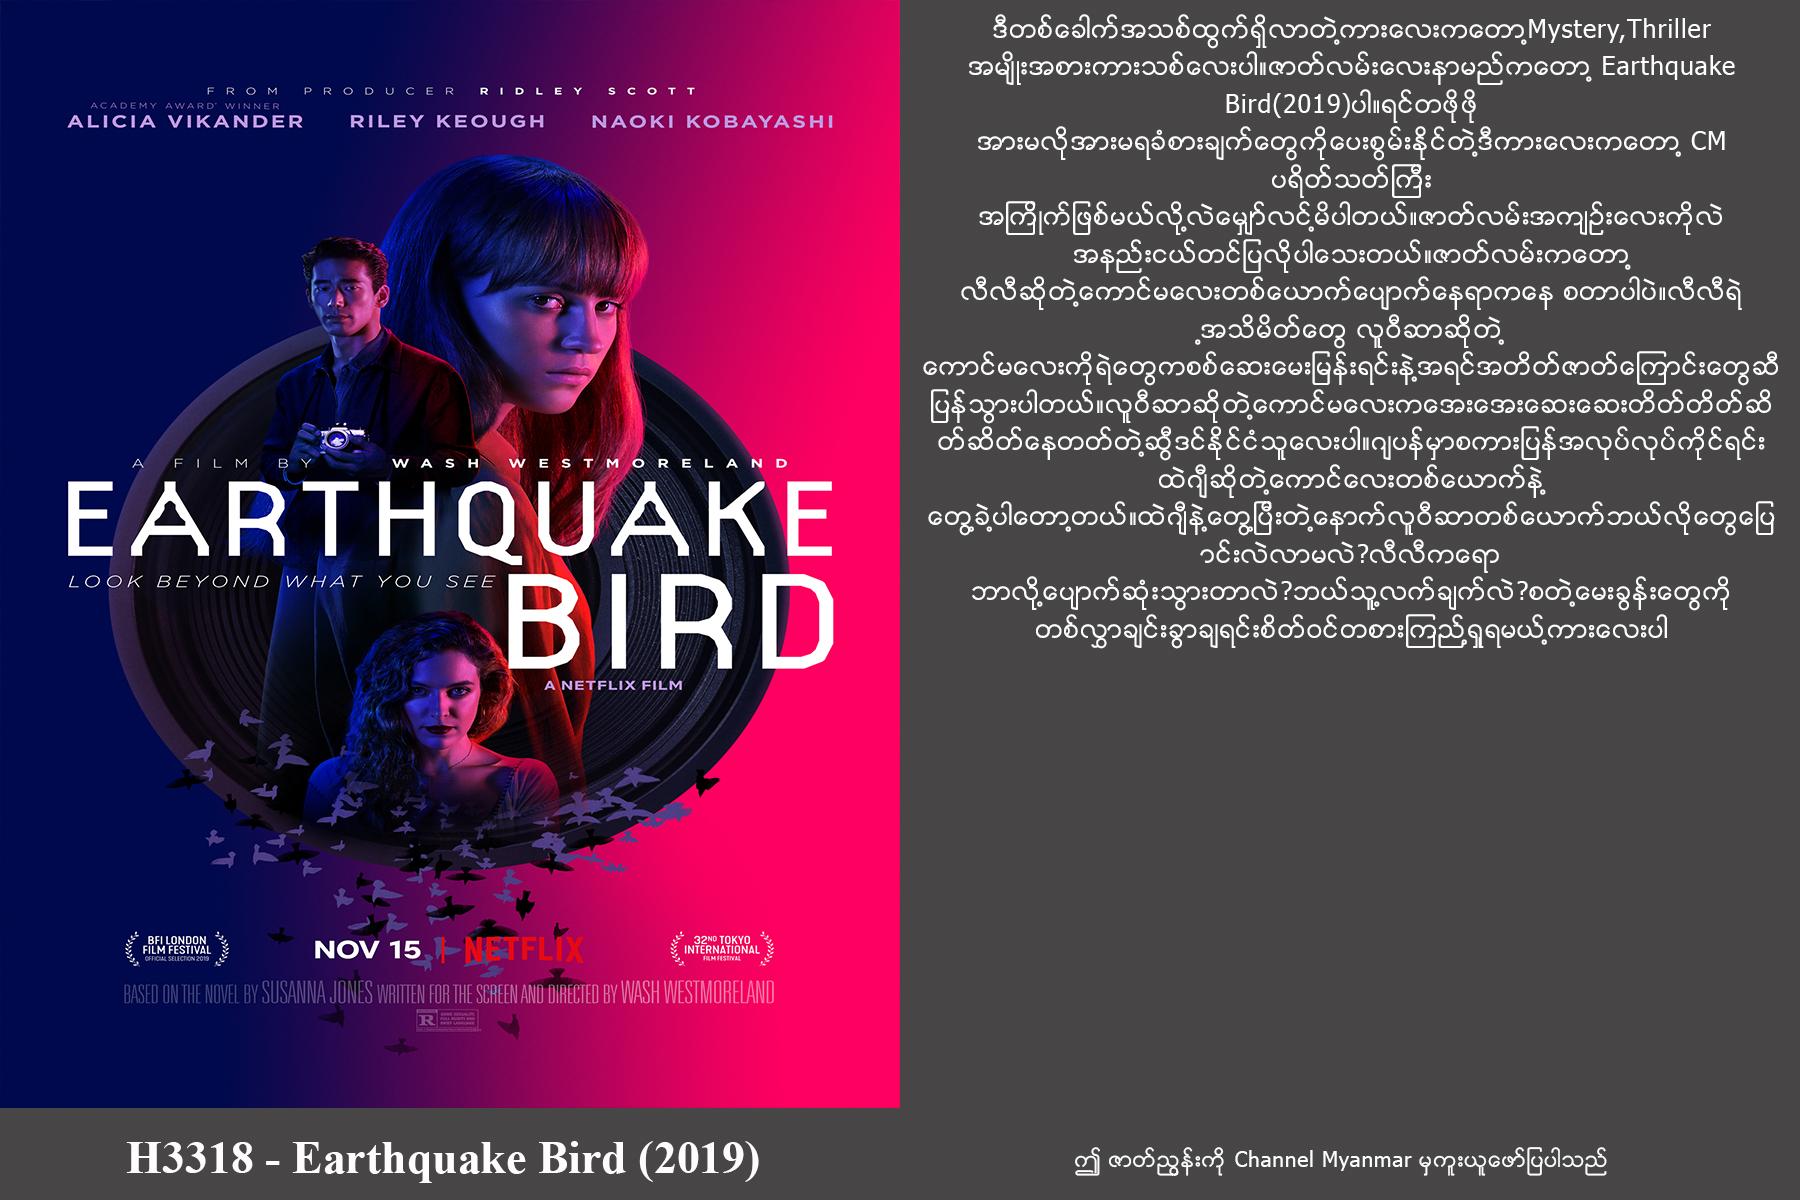 FROM PRODUCER RIDLEY SCOTT
ACADEMY AWARD® WINNER
ALICIA VIKANDER RILEY KEOUGH NAOKI KOBAYASHI
A FILM BY WASH WESTMORELAND
EARTHQUAKE
LOOK BEYOND WHAT YOU SEE
BIRD
A NETFLIX FILM
BFI LONDON
FILM FESTIVAL
OFFICIAL SELECTION 2019
NOV 15 | NETFLIX
32ND TOKYO
INTERNATIONAL
FILM FESTIVAL
BASED ON THE NOVEL BY SUSANNA JONES WRITTEN FOR THE SCREEN AND DIRECTED BY WASH WESTMORELAND
R
H3318 - Earthquake Bird (2019)
ဒီတစ်ခေါက်အသစ်ထွက်ရှိလာတဲ့ကားလေးကတော့Mystery,Thriller
အမျိုးအစားကားသစ်လေးပါ။ဇာတ်လမ်းလေးနာမည်ကတော့ Earthquake
Bird(2019)ပါ။ရင်တဖိုဖို
အားမလိုအားမရခံစားချက်တွေကိုပေးစွမ်းနိုင်တဲ့ဒီကားလေးကတော့ CM
ပရိတ်သတ်ကြီး
အကြိုက်ဖြစ်မယ်လို့လဲမျှော်လင့်မိပါတယ်။ဇာတ်လမ်းအကျဉ်းလေးကိုလဲ
အနည်းငယ်တင်ပြလိုပါသေးတယ်။ဇာတ်လမ်းကတော့
လီလီဆိုတဲ့ကောင်မလေးတစ်ယောက်ပျောက်နေရာကနေ စတာပါပဲ။လီလီရဲ
့အသိမိတ်တွေ လူဝီဆာဆိုတဲ့
ကောင်မလေးကိုရဲတွေကစစ်ဆေးမေးမြန်းရင်းနဲ့အရင်အတိတ်ဇာတ်ကြောင်းတွေဆီ
ပြန်သွားပါတယ်။လူဝီဆာဆိုတဲ့ကောင်မလေးကအေးအေးဆေးဆေးတိတ်တိတ်ဆိ
တ်ဆိတ်နေတတ်တဲ့ဆွီဒင်နိုင်ငံသူလေးပါ။ဂျပန်မှာစကားပြန်အလုပ်လုပ်ကိုင်ရင်း
ထဲဂျီဆိုတဲ့ကောင်လေးတစ်ယောက်နဲ့
တွေ့ခဲ့ပါတော့တယ်။ထဲဂျီနဲ့တွေ့ပြီးတဲ့နောက်လူဝီဆာတစ်ယောက်ဘယ်လိုတွေပြေ
ာင်းလဲလာမလဲ?လီလီကရော
ဘာလို့ပျောက်ဆုံးသွားတာလဲ?ဘယ်သူ့လက်ချက်လဲ?စတဲ့မေးခွန်းတွေကို
တစ်လွှာချင်းခွာချရင်းစိတ်ဝင်တစားကြည့်ရှုရမယ့်ကားလေးပါ
ဤ ဇာတ်ညွှန်းကို Channel Myanmar မှကူးယူဖော်ပြပါသည်